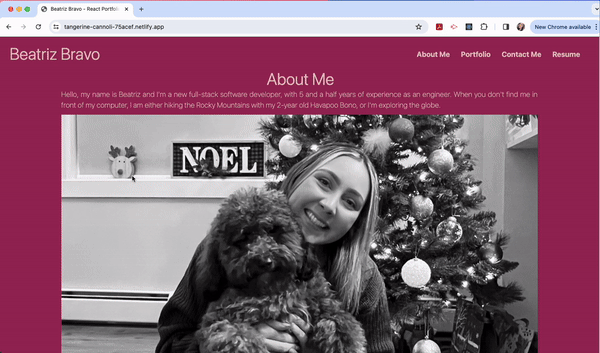 Beatriz Bravo - React Portfoli
tangerine-cannoli-75acef.netlify.app
New Chrome available
Beatriz Bravo
About Me
Portfolio
Contact Me
Resume
About Me
Hello, my name is Beatriz and I'm a new full-stack software developer, with 5 and a half years of experience as an engineer. When you don't find me in
front of my computer, I am either hiking the Rocky Mountains with my 2-year old Havapoo Bono, or I'm exploring the globe.
NOEL